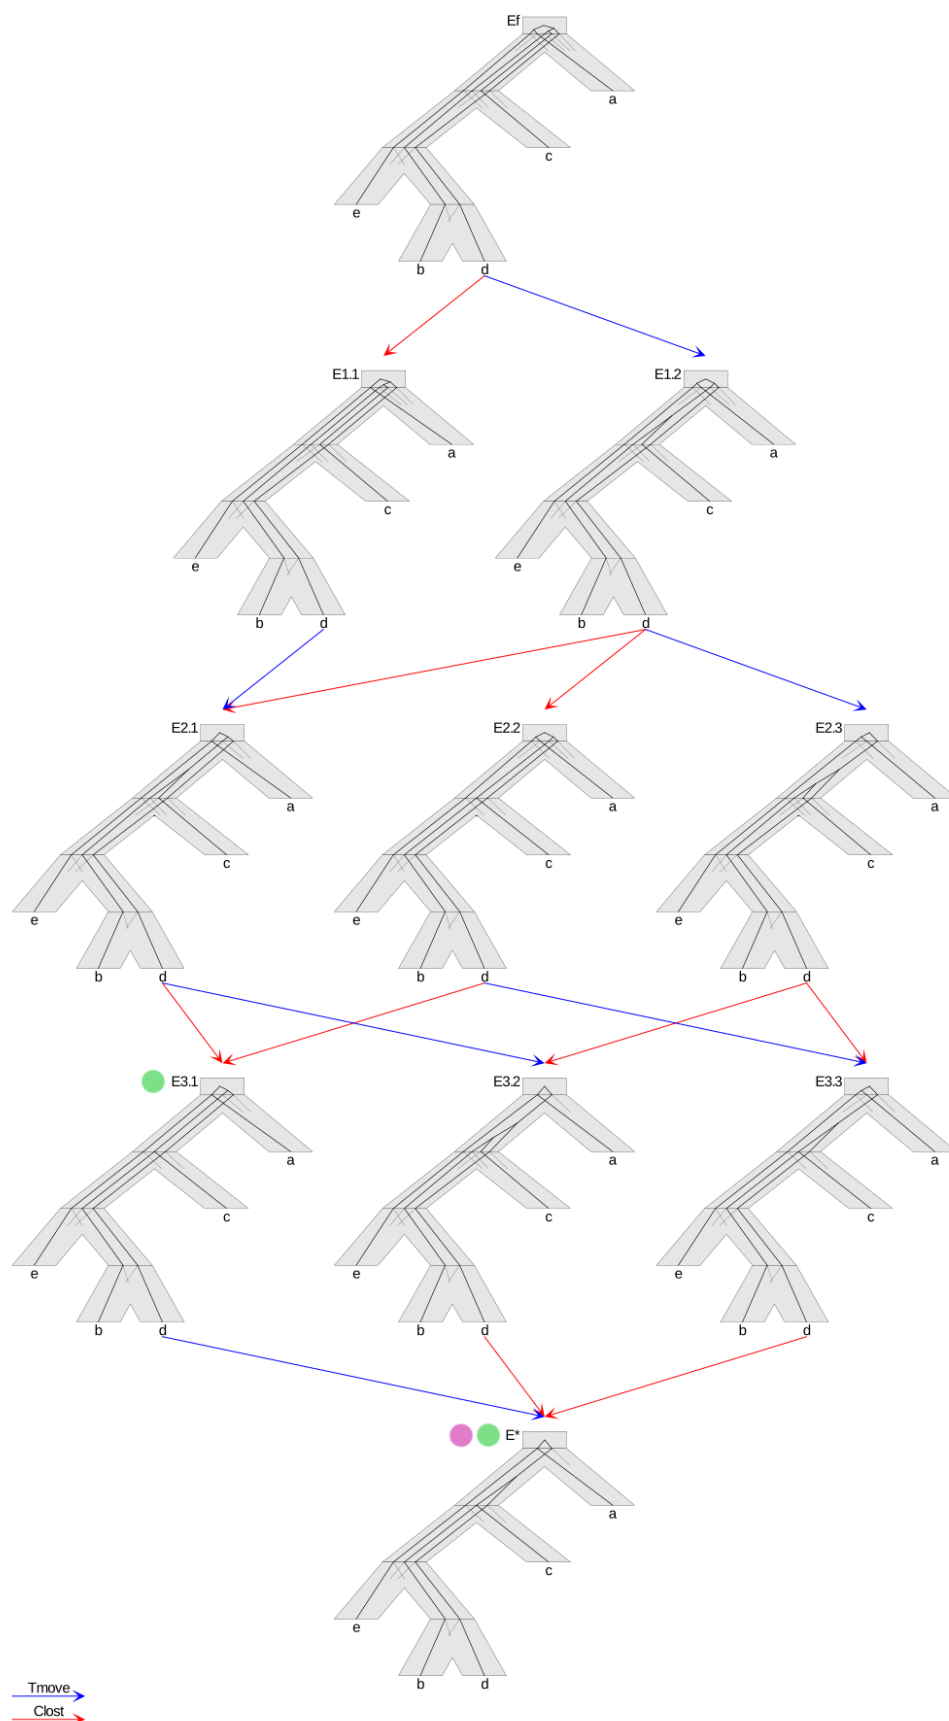 Ef
a
c
e
b d
E1.1 E1.2
a a
c c
e e
b d b d
E2.1 E2.2 E2.3
a a a
c c c
e e e
b d b d b d
E3.1 E3.2 E3.3
a a a
c c c
e e e
b d b d b d
E*
a
c
e
b d
Tmove
Clost